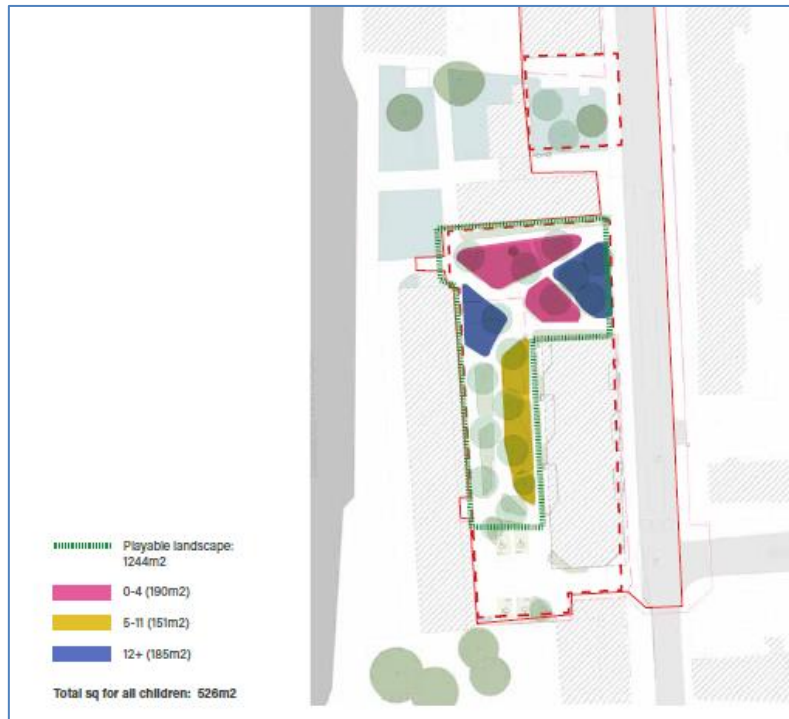 Playable landscape:
1244m2
0-4 (190m2)
5-11 (151m2)
12+ (185m2)
Total sq for all children: 526m2